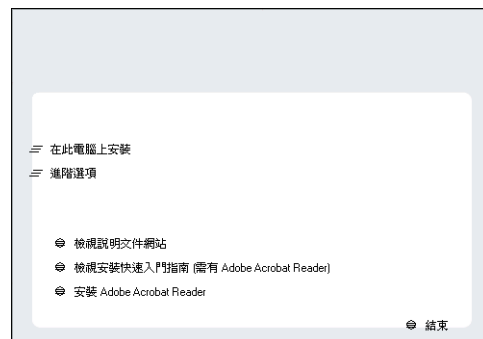 在此電腦上安裝
進階選項
檢視說明文件網站
檢視安裝快速入門指南 (需有 Adobe Acrobat Reader)
安裝 Adobe Acrobat Reader
結束